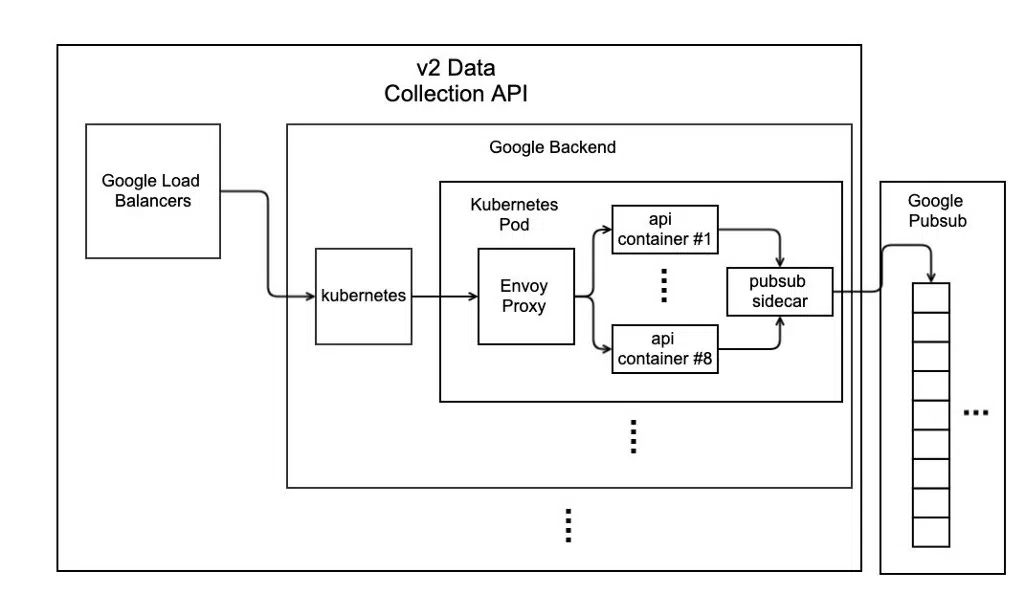 v2 Data
Collection API
Google Load
Balancers
Google Backend
kubernetes
Kubernetes
Pod
Envoy
Proxy
api
container #1
api
container #8
pubsub
sidecar
Google
Pubsub